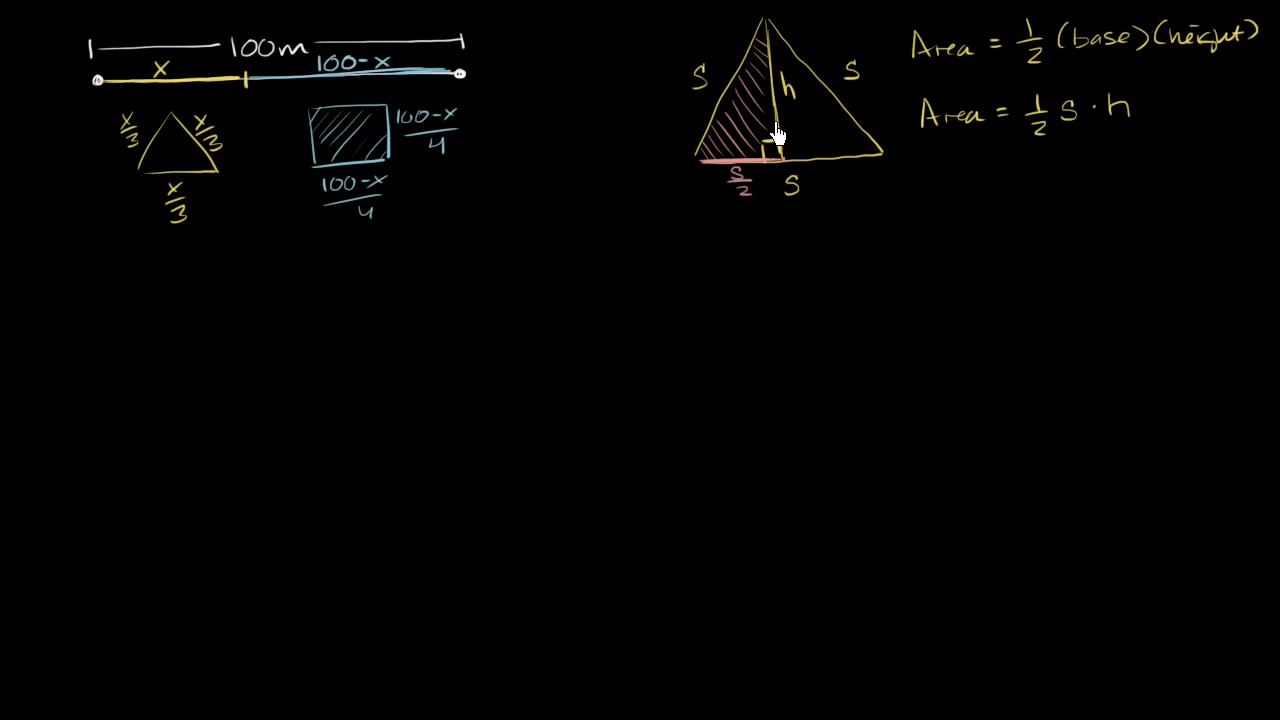 100m
x
100-x
x/3
x/3
x/3
100-x/4
100-x/4
S
S
h
S/2
S
Area = 1/2 (base)(height)
Area = 1/2 S · h